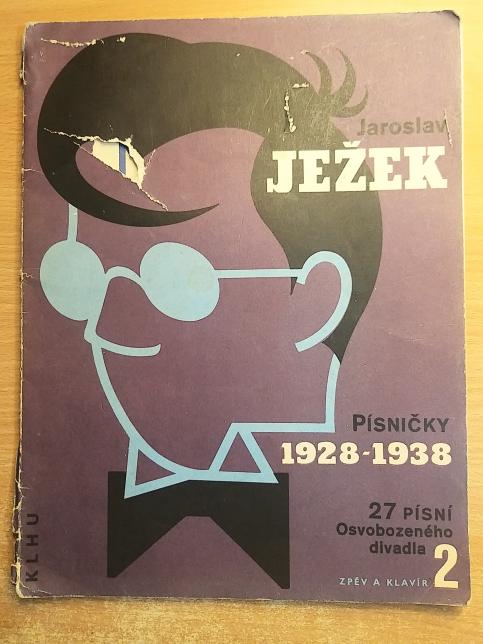 Jaroslav
JEŽEK
PÍSNIČKY
1928-1938
27 PÍSNÍ
Osvobozeného
divadla 2
ZPĚV A KLAVÍR
KLHU